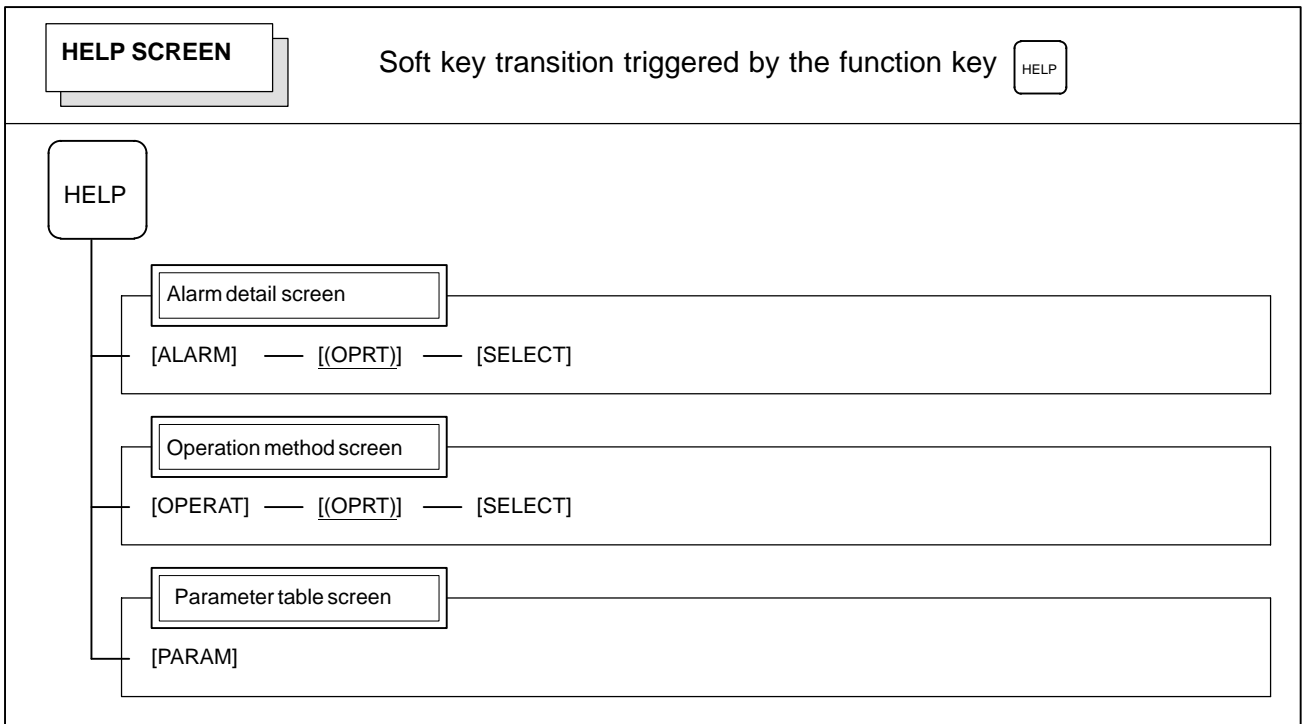 HELP SCREEN
Soft key transition triggered by the function key HELP
HELP
Alarm detail screen
[ALARM] [(OPRT)] [SELECT]
Operation method screen
[OPERAT] [(OPRT)] [SELECT]
Parameter table screen
[PARAM]